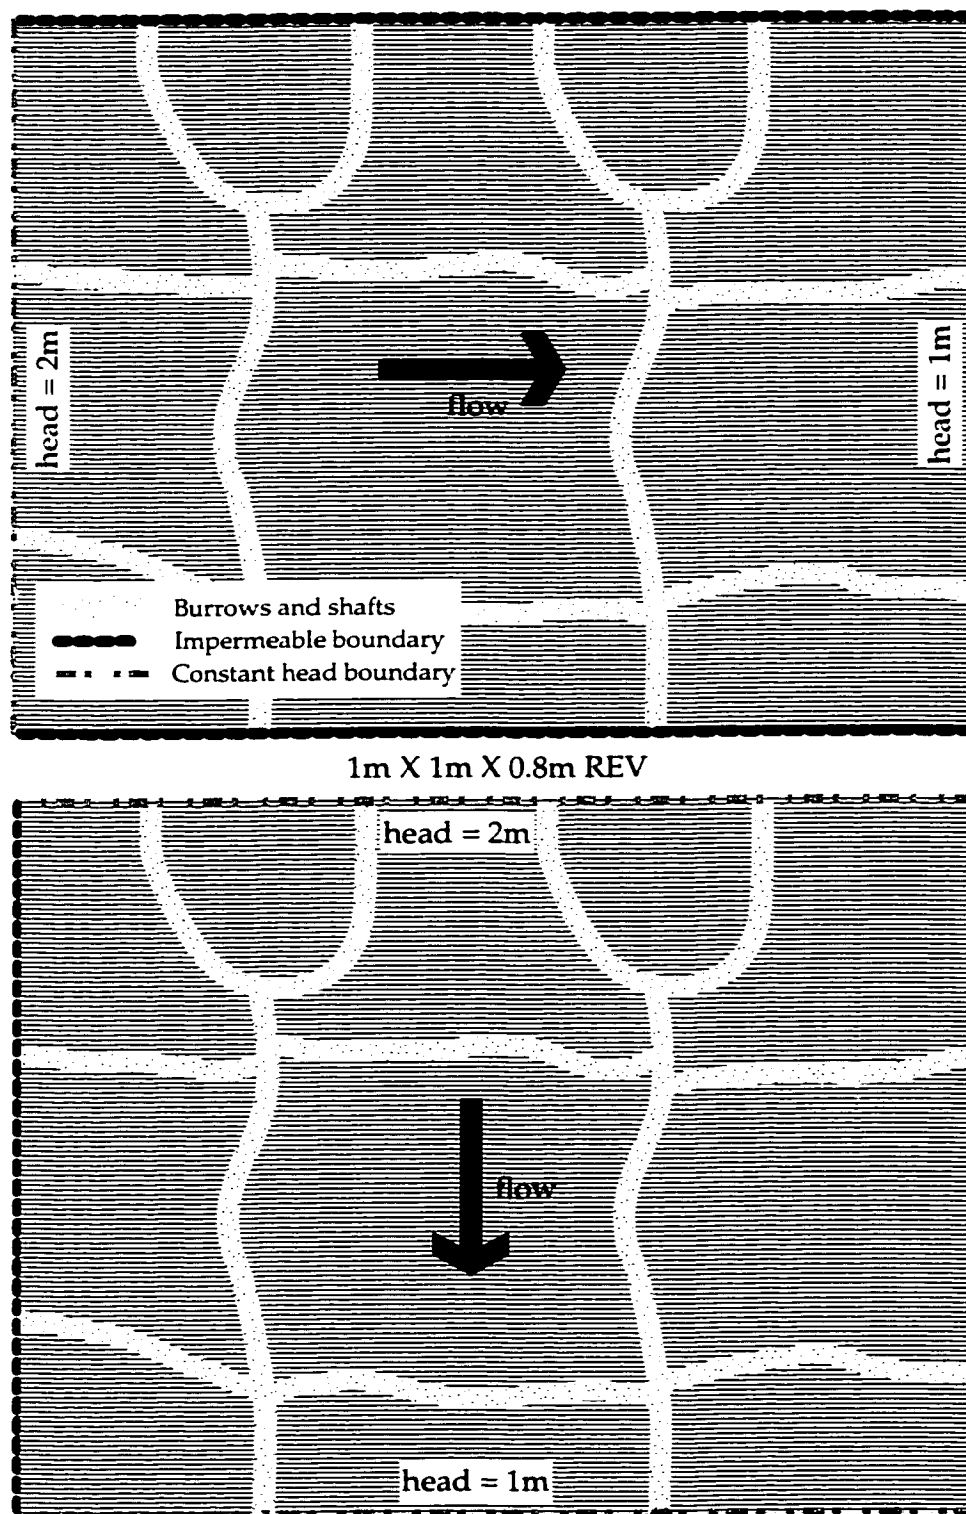 head = 2m
flow
head = 1m
Burrows and shafts
Impermeable boundary
Constant head boundary
1m X 1m X 0.8m REV
head = 2m
flow
head = 1m